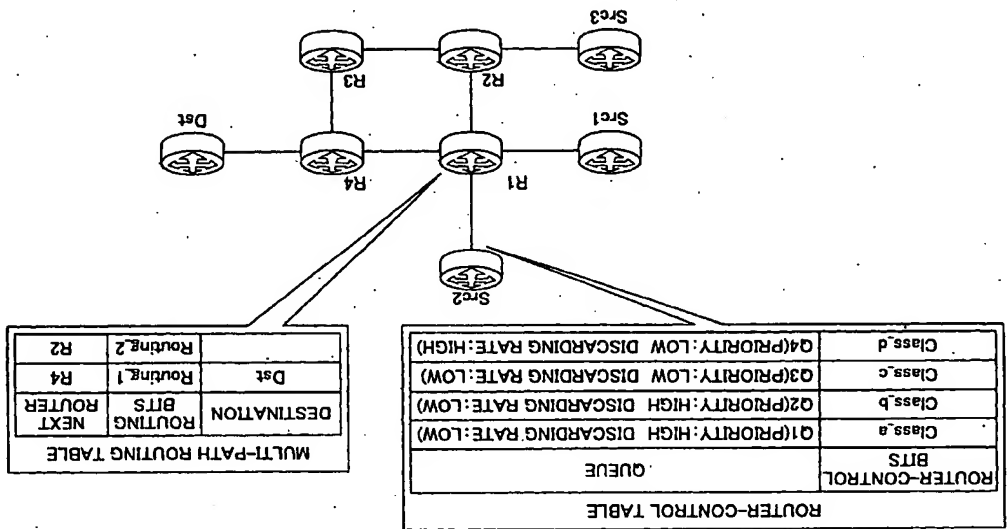 ROUTER-CONTROL TABLE
ROUTER-CONTROL
BITS
QUEUE
Class_a
Q1(PRIORITY:HIGH DISCARDING RATE:LOW)
Class_b
Q2(PRIORITY:HIGH DISCARDING RATE:LOW)
Class_c
Q3(PRIORITY:LOW DISCARDING RATE:LOW)
Class_d
Q4(PRIORITY:LOW DISCARDING RATE:HIGH)
MULTI-PATH ROUTING TABLE
DESTINATION
ROUTING
BITS
NEXT
ROUTER
Dst
Routing_1
R4
Routing_2
R2
Src2
Src1
R1
R4
Dst
Src3
R2
R3